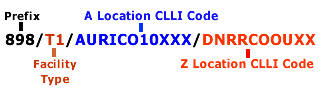 Prefix A Location CLLI Code
898/T1/AURICO10XXX/DNRRCOOUXX
Facility Type Z Location CLLI Code